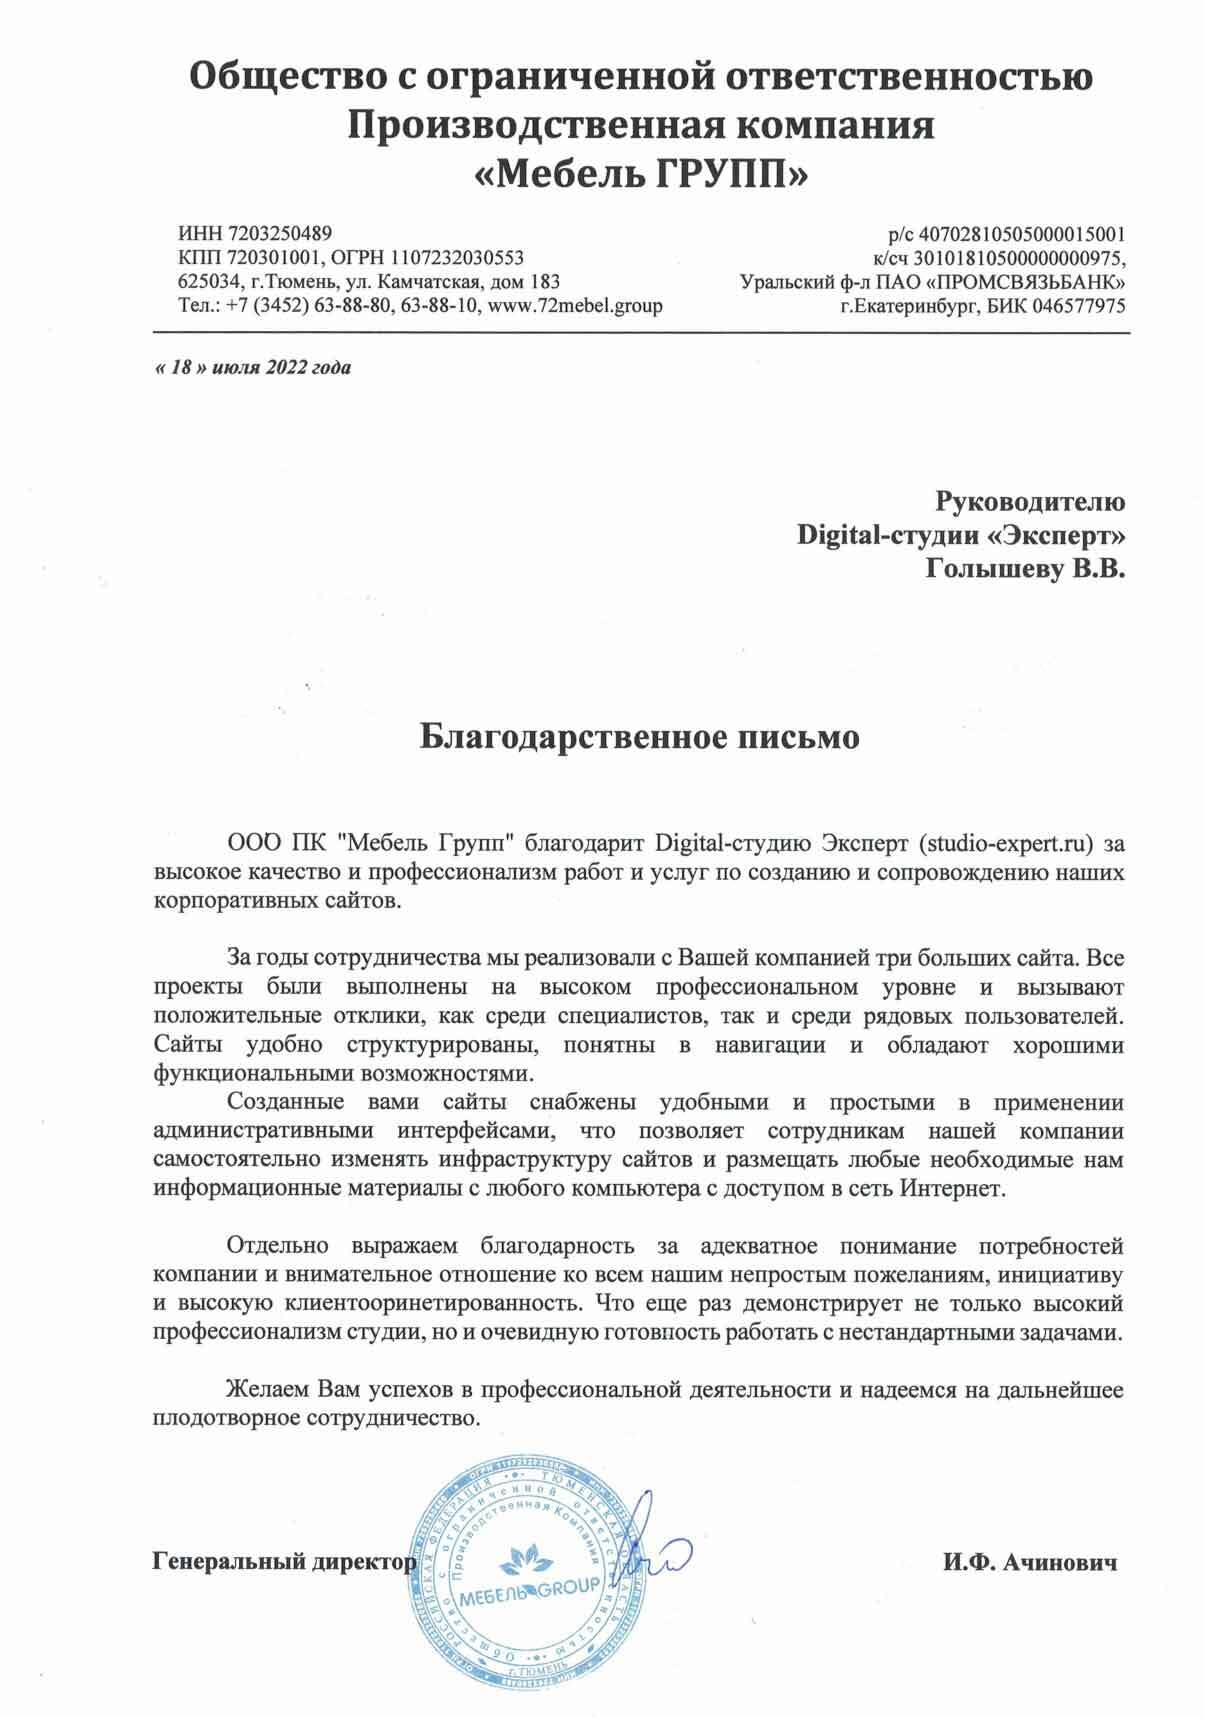 Общество с ограниченной ответственностью
Производственная компания
«Мебель ГРУПП»
ИНН 7203250489
КПП 720301001, ОГРН 1107232030553
625034, г.Тюмень, ул. Камчатская, дом 183
Тел.: +7 (3452) 63-88-80, 63-88-10, www.72mebel.group
р/с 40702810505000015001
к/сч 30101810500000000975,
Уральский ф-л ПАО «ПРОМСВЯЗЬБАНК»
г.Екатеринбург, БИК 046577975
« 18 » июля 2022 года
Руководителю
Digital-студии «Эксперт»
Голышеву В.В.
Благодарственное письмо
ООО ПК "Мебель Групп" благодарит Digital-студию Эксперт (studio-expert.ru) за
высокое качество и профессионализм работ и услуг по созданию и сопровождению наших
корпоративных сайтов.
За годы сотрудничества мы реализовали с Вашей компанией три больших сайта. Все
проекты были выполнены на высоком профессиональном уровне и вызывают
положительные отклики, как среди специалистов, так и среди рядовых пользователей.
Сайты удобно структурированы, понятны в навигации и обладают хорошими
функциональными возможностями.
Созданные вами сайты снабжены удобными и простыми в применении
административными интерфейсами, что позволяет сотрудникам нашей компании
самостоятельно изменять инфраструктуру сайтов и размещать любые необходимые нам
информационные материалы с любого компьютера с доступом в сеть Интернет.
Отдельно выражаем благодарность за адекватное понимание потребностей
компании и внимательное отношение ко всем нашим непростым пожеланиям, инициативу
и высокую клиентооринетированность. Что еще раз демонстрирует не только высокий
профессионализм студии, но и очевидную готовность работать с нестандартными задачами.
Желаем Вам успехов в профессиональной деятельности и надеемся на дальнейшее
плодотворное сотрудничество.
Генеральный директор
И.Ф. Ачинович
РОССИЙСКАЯ ФЕДЕРАЦИЯ • ТЮМЕНСКАЯ ОБЛАСТЬ
г.ТЮМЕНЬ
Общество с ограниченной ответственностью
Производственная Компания
МЕБЕЛЬ GROUP